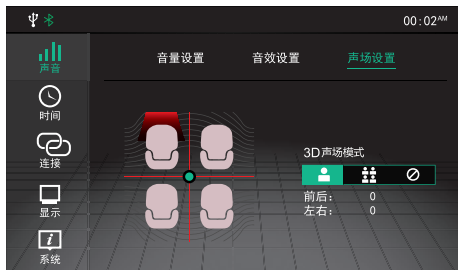 00:02AM
声音
音量设置 音效设置 声场设置
时间
连接
3D声场模式
显示
前后： 0
左右： 0
系统